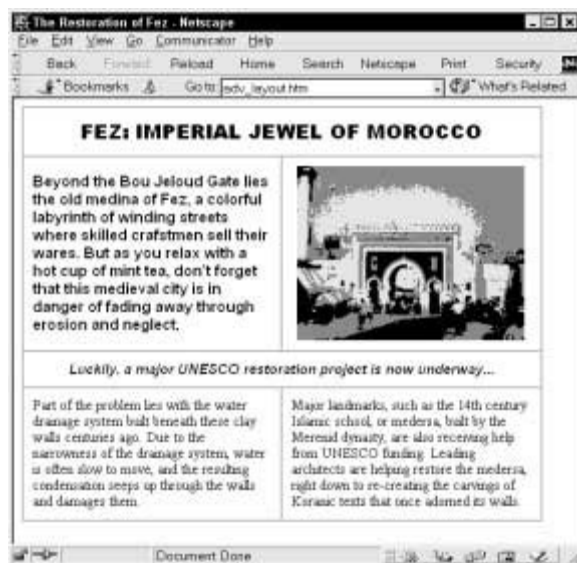 The Restoration of Fez - Netscape
File Edit View Go Communicator Help
Back Forward Reload Home Search Netscape Print Security
Bookmarks Go to: adv_layout.htm What's Related
FEZ: IMPERIAL JEWEL OF MOROCCO
Beyond the Bou Jeloud Gate lies
the old medina of Fez, a colorful
labyrinth of winding streets
where skilled crafstmen sell their
wares. But as you relax with a
hot cup of mint tea, don't forget
that this medieval city is in
danger of fading away through
erosion and neglect.
Luckily, a major UNESCO restoration project is now underway...
Part of the problem lies with the water
drainage system built beneath these clay
walls centuries ago. Due to the
narrowness of the drainage system, water
is often slow to move, and the resulting
condensation seeps up through the walls
and damages them.
Major landmarks, such as the 14th century
Islamic school, or medersa, built by the
Merenid dynasty, are also receiving help
from UNESCO funding. Leading
architects are helping restore the medersa,
right down to re-creating the carvings of
Koranic texts that once adorned its walls.
Document Done